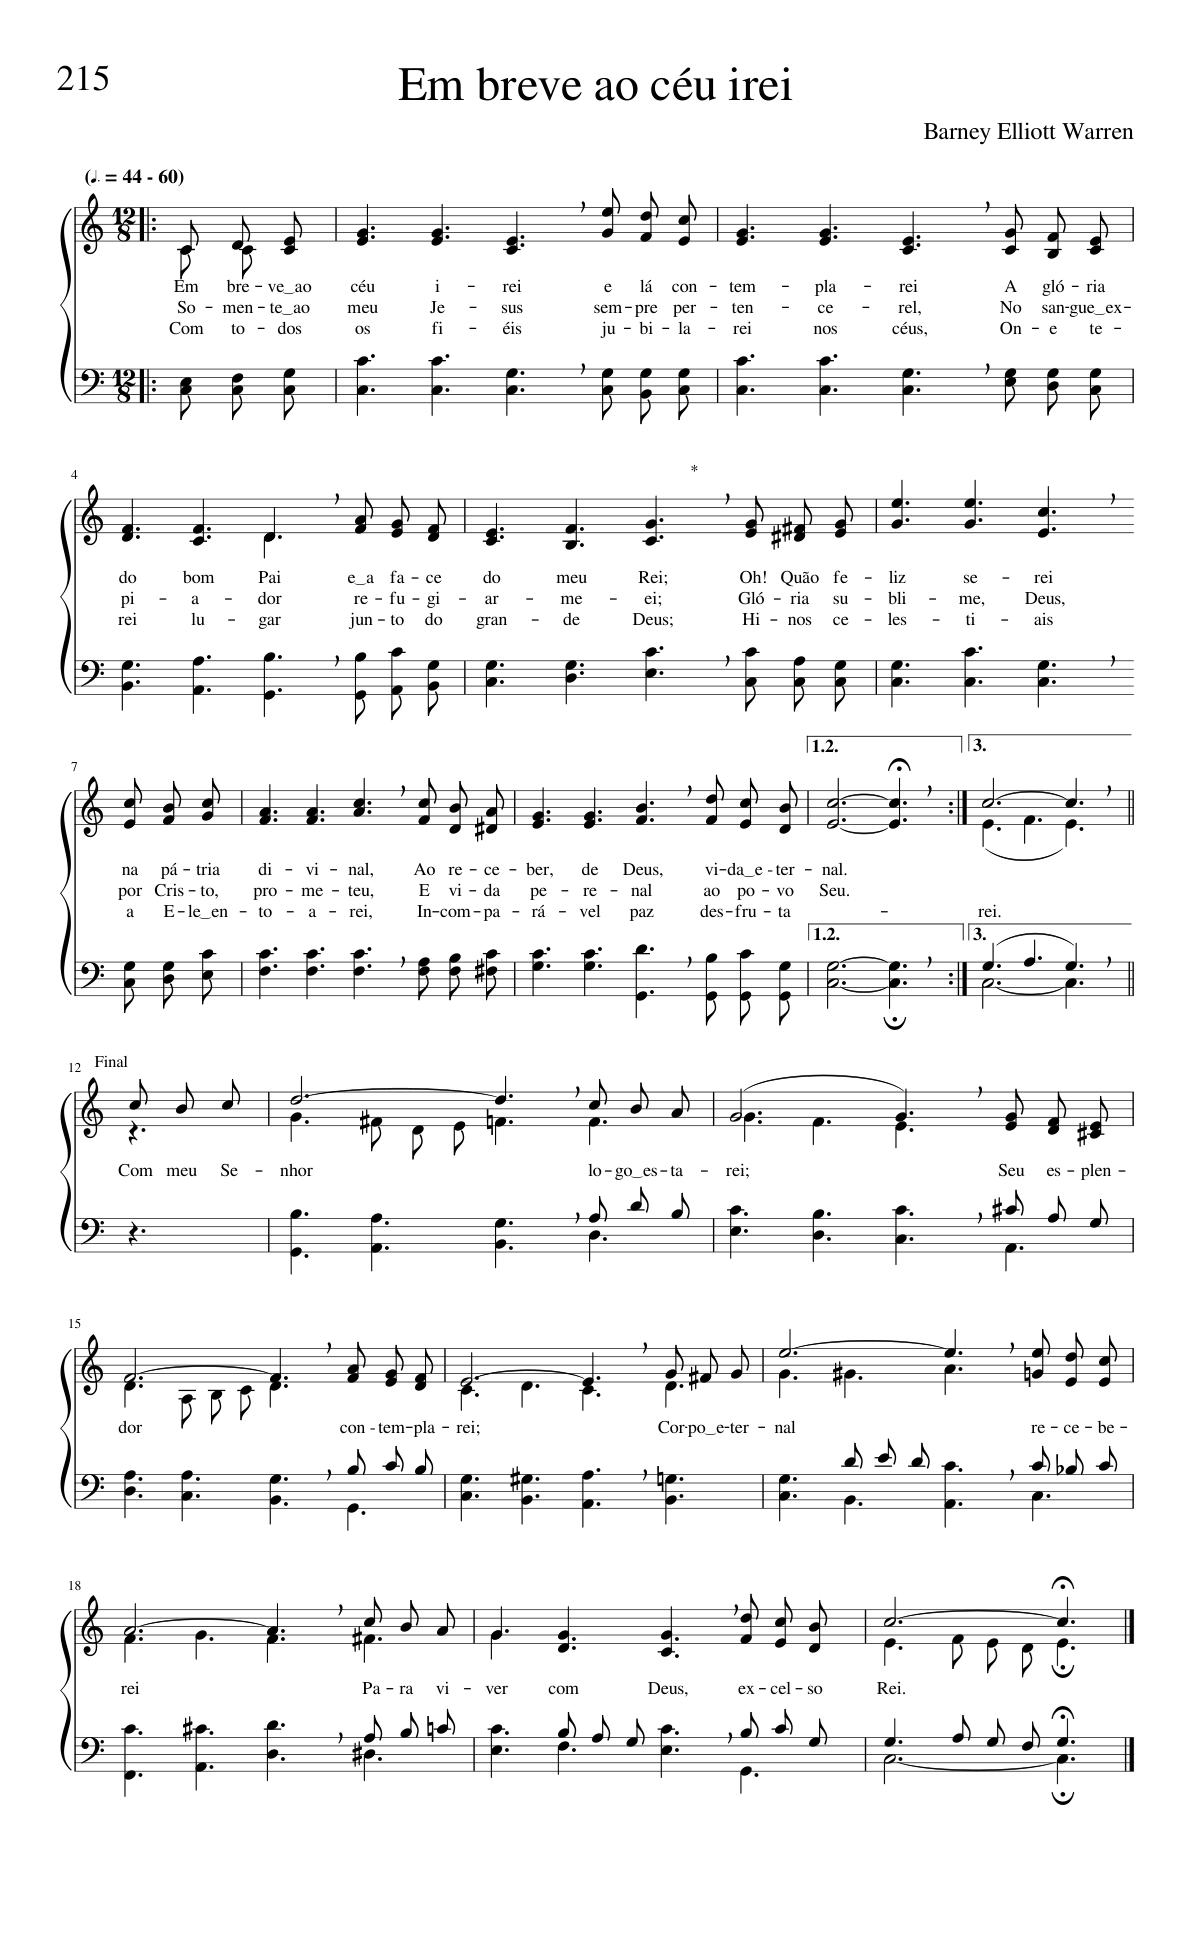 215
Em breve ao céu irei
Barney Elliott Warren
(♩. = 44 - 60)
12 8
Em bre - ve_ao céu i - rei e lá con - tem - pla - rei A gló - ria
So - men - te_ao meu Je - sus sem - pre per - ten - ce - rel, No san - gue_ex -
Com to - dos os fi - éis ju - bi - la - rei nos céus, On - e te -
12 8
4
*
do bom Pai e_a fa - ce do meu Rei; Oh! Quão fe - liz se - rei
pi - a - dor re - fu - gi - ar - me - ei; Gló - ria su - bli - me, Deus,
rei lu - gar jun - to do gran - de Deus; Hi - nos ce - les - ti - ais
7
1.2.
3.
na pá - tria di - vi - nal, Ao re - ce - ber, de Deus, vi - da_e - ter - nal.
por Cris - to, pro - me - teu, E vi - da pe - re - nal ao po - vo Seu.
a E - le_en - to - a - rei, In - com - pa - rá - vel paz des - fru - ta - rei.
1.2.
3.
12
Final
Com meu Se - nhor lo - go_es - ta - rei; Seu es - plen -
15
dor con - tem - pla - rei; Cor - po_e - ter - nal re - ce - be -
18
rei Pa - ra vi - ver com Deus, ex - cel - so Rei.